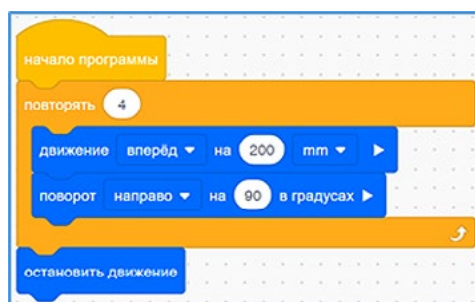 начало программы
повторять 4
движение вперёд на 200 mm
поворот направо на 90 в градусах
остановить движение